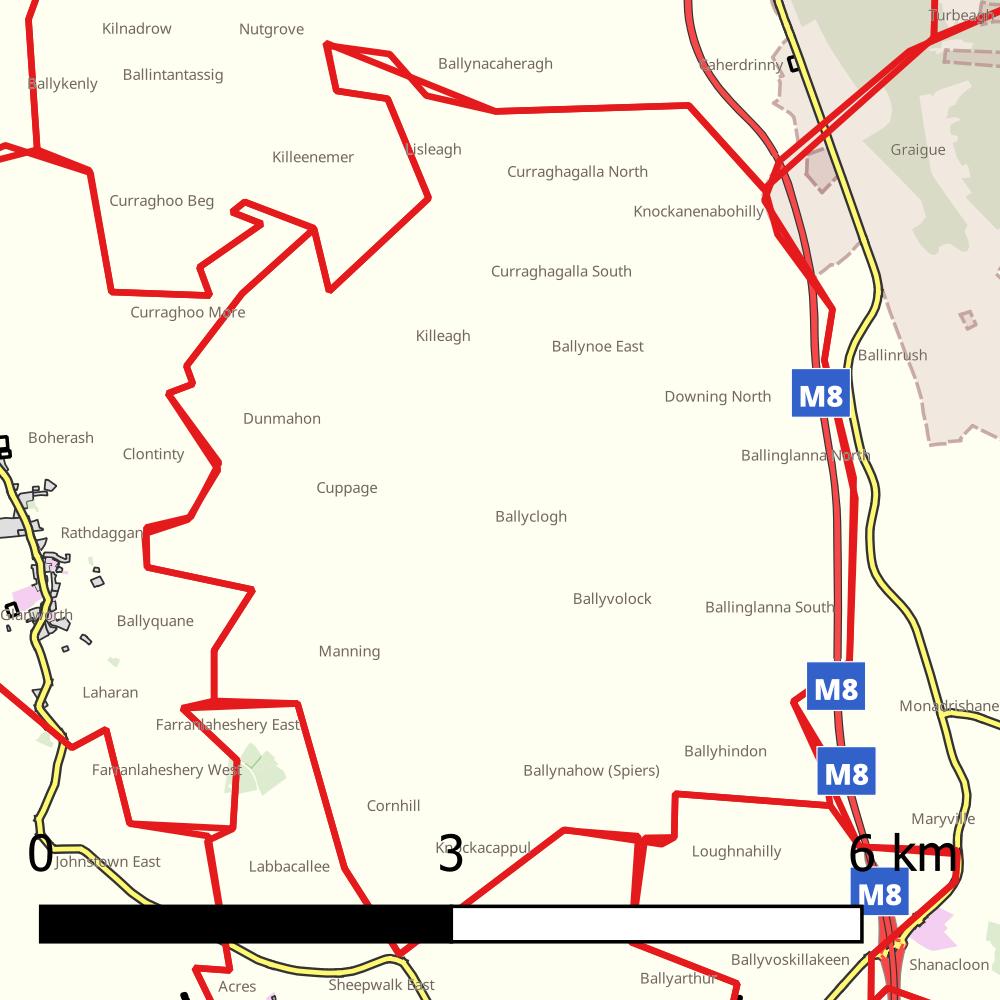 Turbeagh
Kilnadrow
Nutgrove
Ballynacaheragh
Caherdrinny
Ballintantassig
Ballykenly
Lisleagh
Graigue
Killeenemer
Curraghagalla North
Curraghoo Beg
Knockanenabohilly
Curraghagalla South
Curraghoo More
Killeagh
Ballynoe East
Ballinrush
Downing North
M8
Dunmahon
Boherash
Clontinty
Ballinglanna North
Cuppage
Ballyclogh
Rathdaggan
Ballyvolock
Ballinglanna South
Glanworth
Ballyquane
Manning
Laharan
M8
Monadrishane
Farranlaheshery East
Ballyhindon
Farranlaheshery West
Ballynahow (Spiers)
M8
Cornhill
Maryville
Knockacappul
Loughnahilly
0 3 6 km
Johnstown East
Labbacallee
M8
Ballyvoskillakeen
Shanacloon
Ballyarthur
Acres
Sheepwalk East